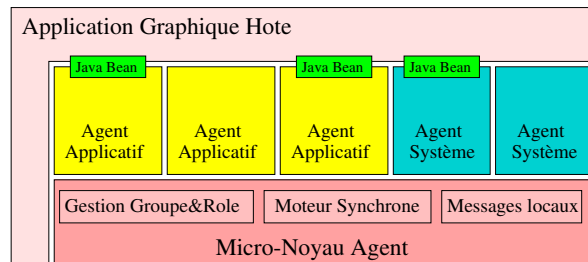 Application Graphique Hote
Java Bean Java Bean Java Bean
Agent Agent Agent Agent Agent
Applicatif Applicatif Applicatif Système Système
Gestion Groupe&Role Moteur Synchrone Messages locaux
Micro-Noyau Agent